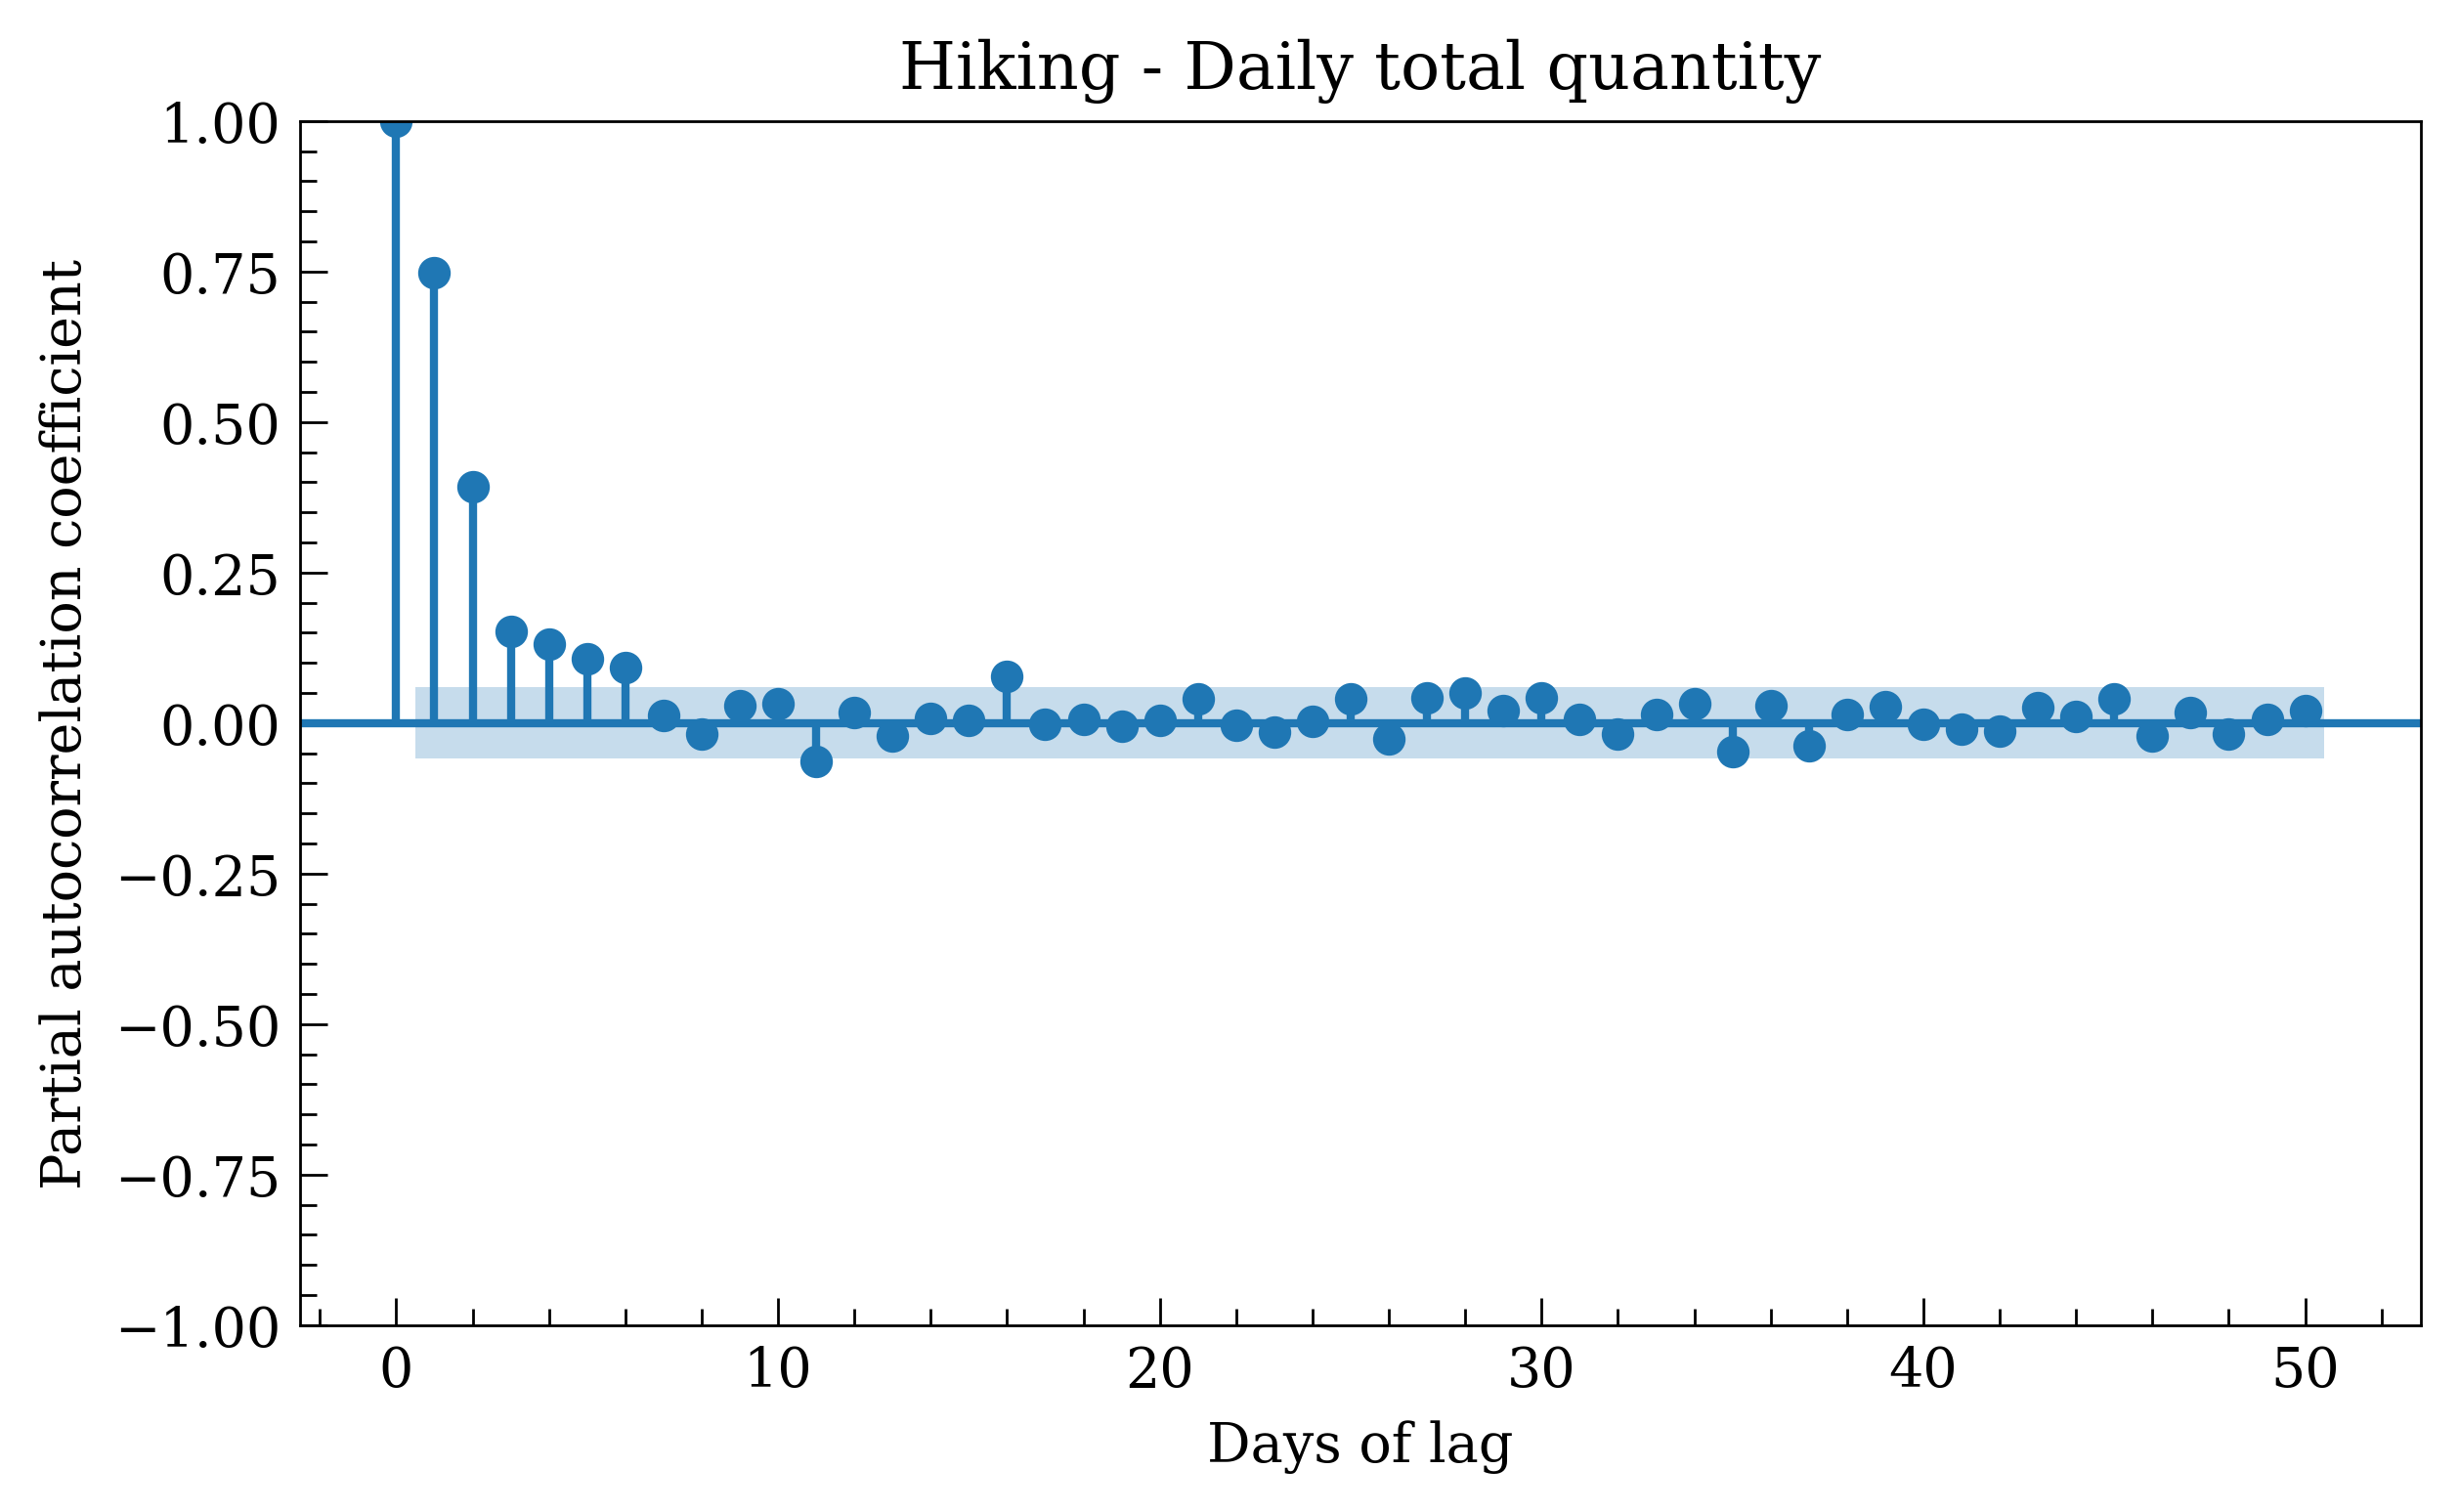 Hiking - Daily total quantity
Partial autocorrelation coefficient
1.00
0.75
0.50
0.25
0.00
−0.25
−0.50
−0.75
−1.00
0 10 20 30 40 50
Days of lag